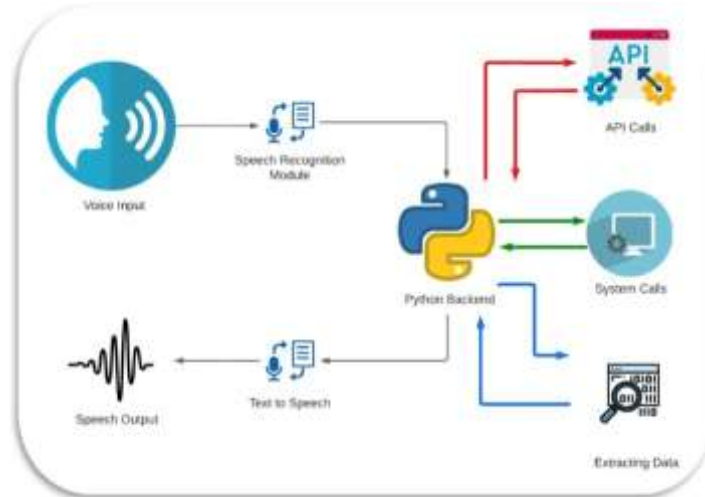 API
API Calls
Speech Recognition
Module
Voice Input
System Calls
Python Backend
Speech Output
Text to Speech
Extracting Data